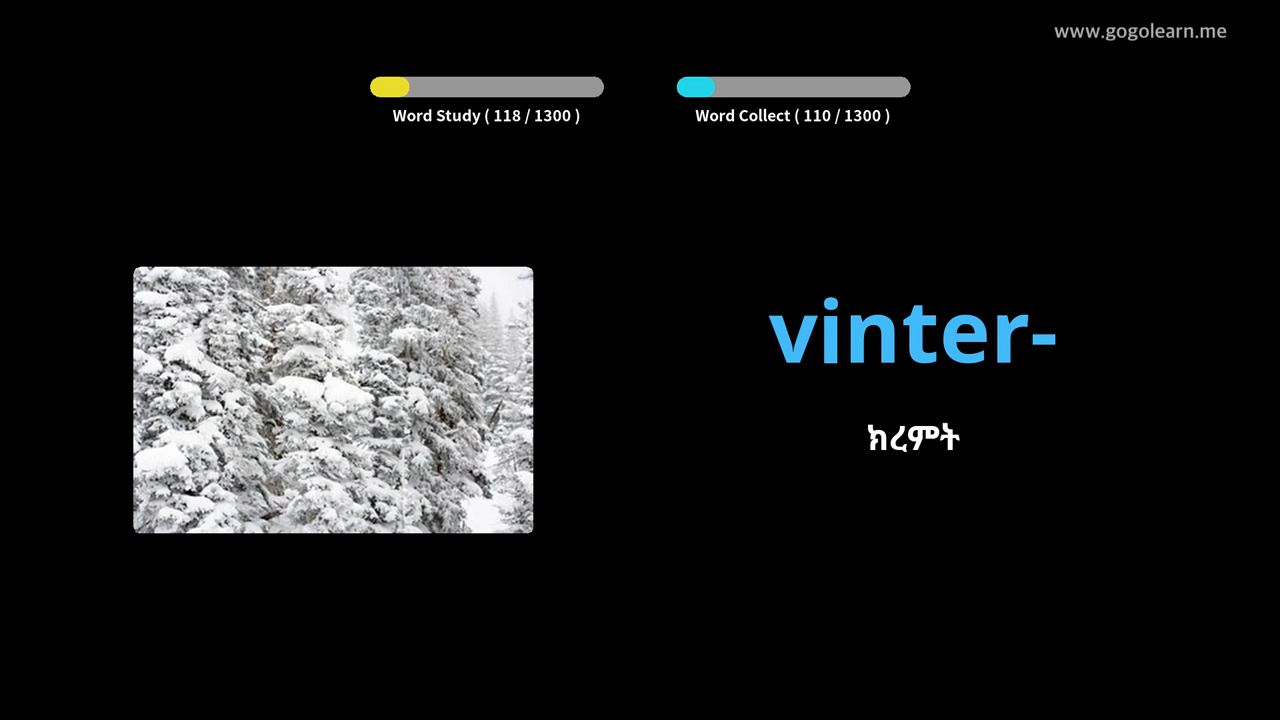 www.gogolearn.me
Word Study ( 118 / 1300 )
Word Collect ( 110 / 1300 )
vinter-
ክረምት